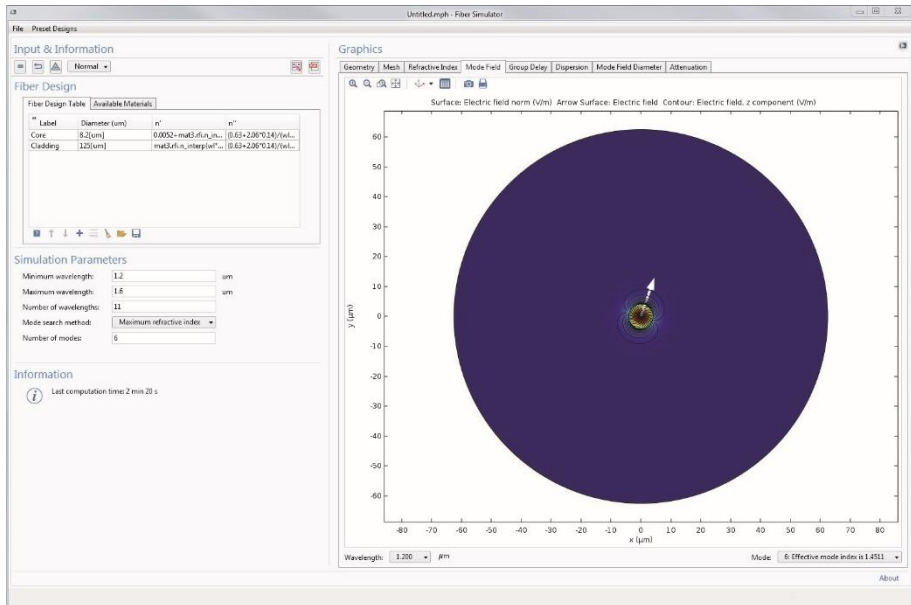 Untitled.mph - Fiber Simulator
File Preset Designs
Input & Information
Normal
Fiber Design
Fiber Design Table Available Materials
Label Diameter (um) n' n''
Core 8.2[um] 0.0052+mat3.rfi.n_in... (0.63+2.06*0.14)/(wl...
Cladding 125[um] mat3.rfi.n_interp(wl*... (0.63+2.06*0.14)/(wl...
Simulation Parameters
Minimum wavelength: 1.2 um
Maximum wavelength: 1.6 um
Number of wavelengths: 11
Mode search method: Maximum refractive index
Number of modes: 6
Information
Last computation time: 2 min 20 s
Graphics
Geometry Mesh Refractive Index Mode Field Group Delay Dispersion Mode Field Diameter Attenuation
Surface: Electric field norm (V/m) Arrow Surface: Electric field Contour: Electric field, z component (V/m)
60
50
40
30
20
10
0
-10
-20
-30
-40
-50
-60
y (µm)
-80 -70 -60 -50 -40 -30 -20 -10 0 10 20 30 40 50 60 70 80
x (µm)
Wavelength: 1.200 µm Mode: 6: Effective mode index is 1.4511
About